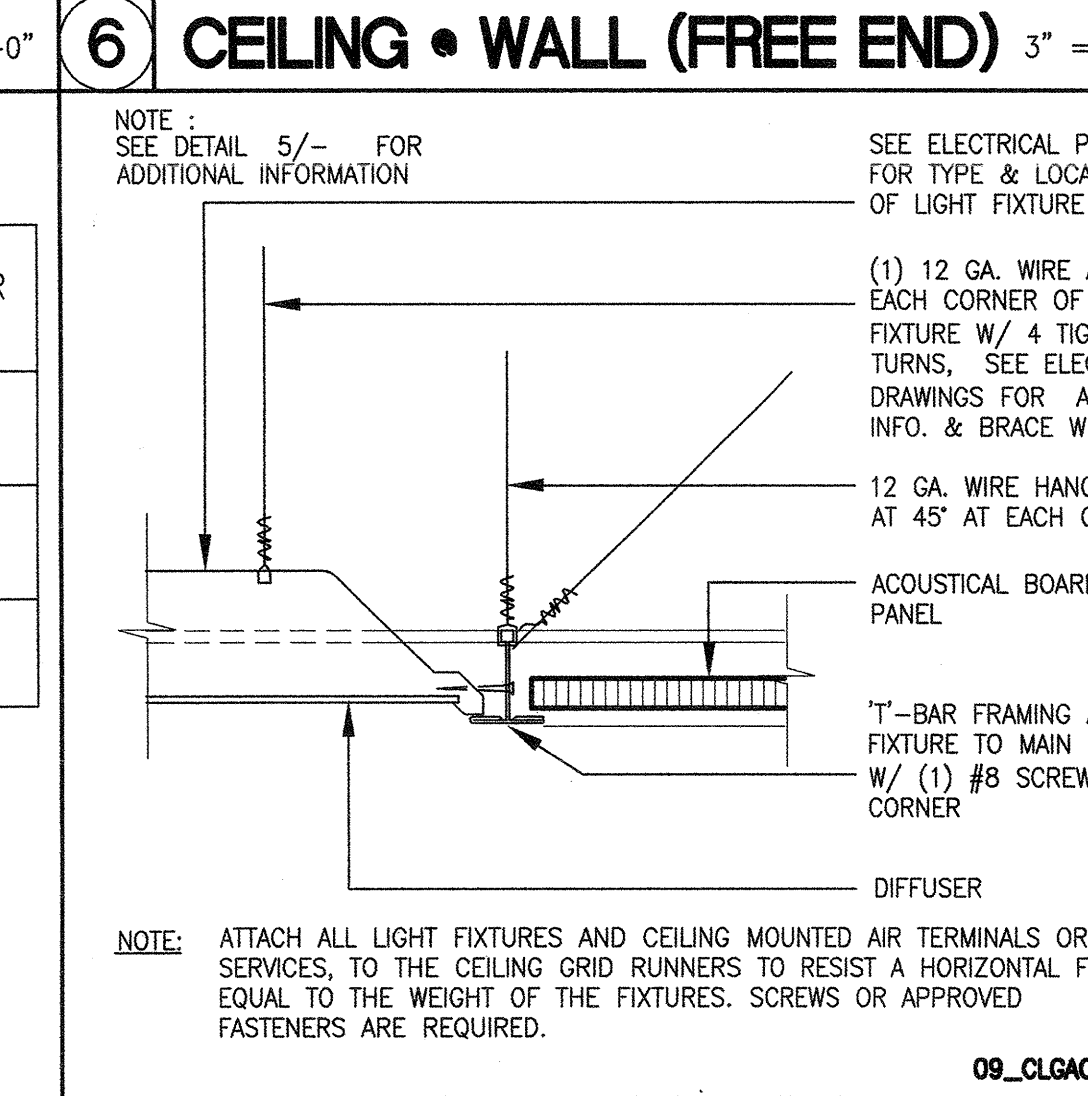 -0"
6 CEILING @ WALL (FREE END) 3" =
NOTE :
SEE DETAIL 5/- FOR
ADDITIONAL INFORMATION
R
SEE ELECTRICAL P
FOR TYPE & LOCA
OF LIGHT FIXTURE
(1) 12 GA. WIRE A
EACH CORNER OF
FIXTURE W/ 4 TIG
TURNS, SEE ELEC
DRAWINGS FOR A
INFO. & BRACE W
12 GA. WIRE HANG
AT 45° AT EACH C
ACOUSTICAL BOARD
PANEL
'T'-BAR FRAMING A
FIXTURE TO MAIN
W/ (1) #8 SCREW
CORNER
DIFFUSER
NOTE: ATTACH ALL LIGHT FIXTURES AND CEILING MOUNTED AIR TERMINALS OR
SERVICES, TO THE CEILING GRID RUNNERS TO RESIST A HORIZONTAL F
EQUAL TO THE WEIGHT OF THE FIXTURES. SCREWS OR APPROVED
FASTENERS ARE REQUIRED.
09_CLGAC